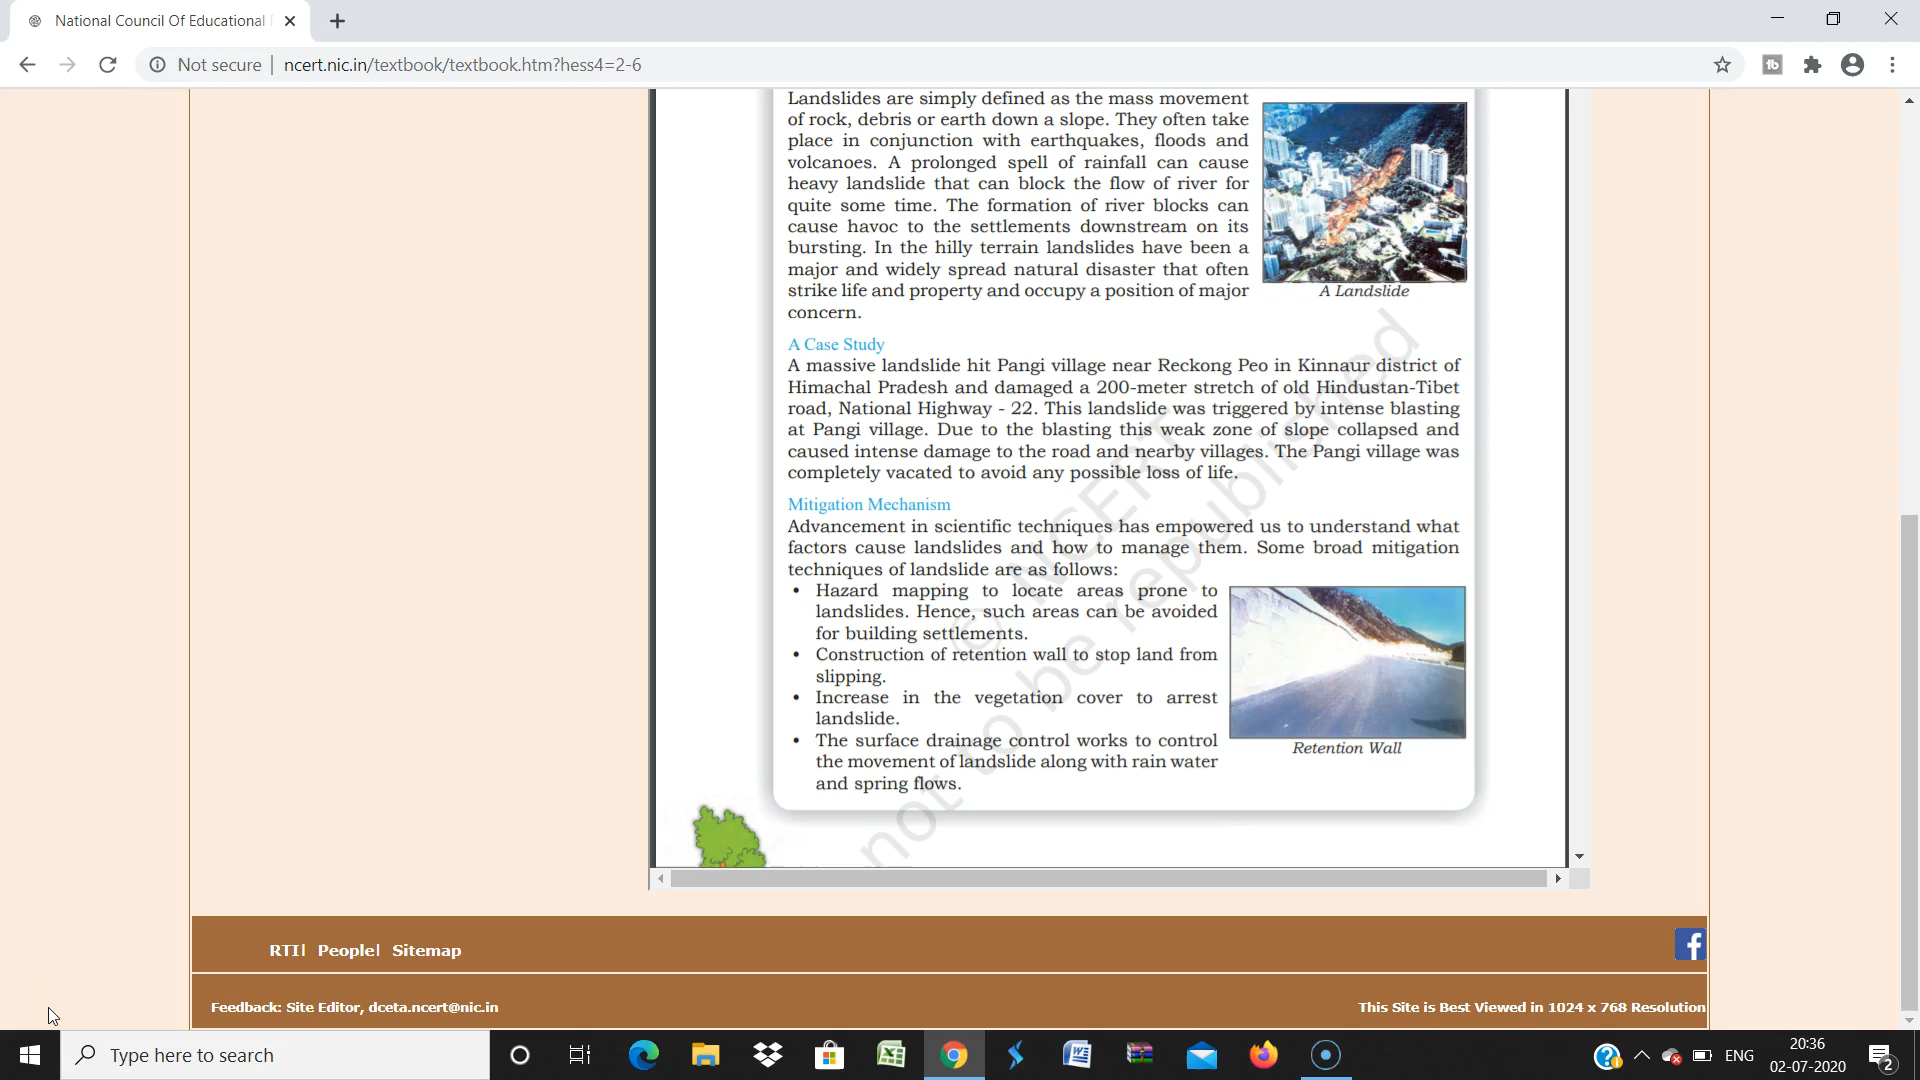 National Council Of Educational
Not secure
ncert.nic.in/textbook/textbook.htm?hess4=2-6
Landslides are simply defined as the mass movement
of rock, debris or earth down a slope. They often take
place in conjunction with earthquakes, floods and
volcanoes. A prolonged spell of rainfall can cause
heavy landslide that can block the flow of river for
quite some time. The formation of river blocks can
cause havoc to the settlements downstream on its
bursting. In the hilly terrain landslides have been a
major and widely spread natural disaster that often
strike life and property and occupy a position of major
concern.
A Landslide
A Case Study
A massive landslide hit Pangi village near Reckong Peo in Kinnaur district of
Himachal Pradesh and damaged a 200-meter stretch of old Hindustan-Tibet
road, National Highway - 22. This landslide was triggered by intense blasting
at Pangi village. Due to the blasting this weak zone of slope collapsed and
caused intense damage to the road and nearby villages. The Pangi village was
completely vacated to avoid any possible loss of life.
Mitigation Mechanism
Advancement in scientific techniques has empowered us to understand what
factors cause landslides and how to manage them. Some broad mitigation
techniques of landslide are as follows:
• Hazard mapping to locate areas prone to
landslides. Hence, such areas can be avoided
for building settlements.
• Construction of retention wall to stop land from
slipping.
• Increase in the vegetation cover to arrest
landslide.
• The surface drainage control works to control
the movement of landslide along with rain water
and spring flows.
Retention Wall
© NCERT
not to be republished
RTI| People| Sitemap
Feedback: Site Editor, dceta.ncert@nic.in
This Site is Best Viewed in 1024 x 768 Resolution
Type here to search
ENG
20:36
02-07-2020
2